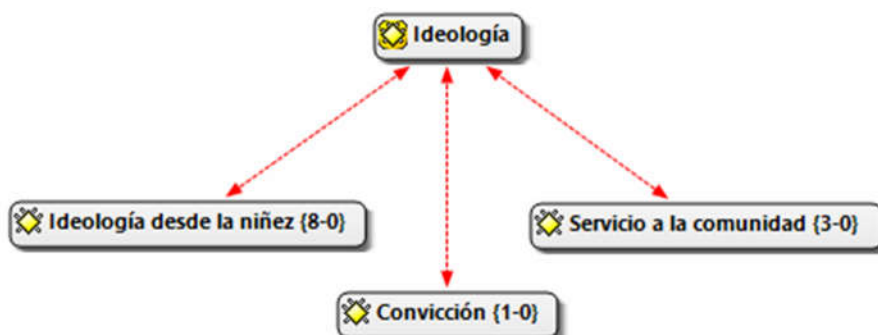 Ideología
Ideología desde la niñez {8-0}
Servicio a la comunidad {3-0}
Convicción {1-0}